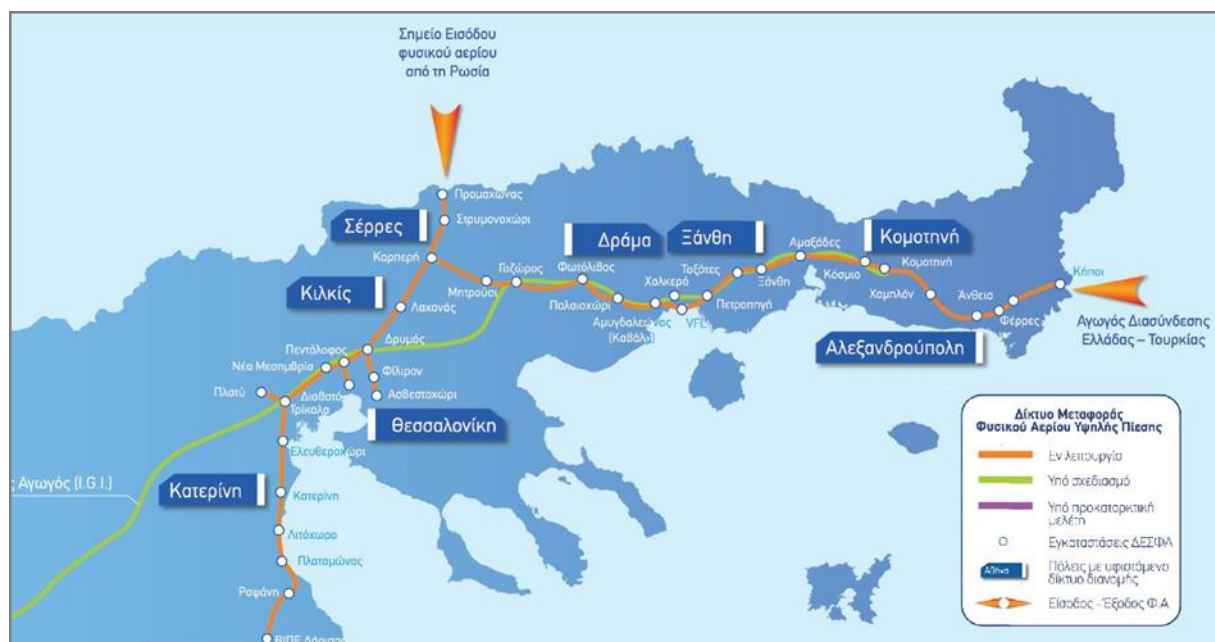 Σημείο Εισόδου
φυσικού αερίου
από τη Ρωσία
Προμαχώνας
Στρυμονοχώρι
Σέρρες
Καρπερή
Δράμα
Ξάνθη
Κομοτηνή
Αμαξάδες
Κόσμιο
Κομοτηνή
Κήποι
Γαζώρος
Φωτόλιβος
Χαλκερό
Τοξότες
Ξάνθη
Μητρούσι
Παλαιοχώρι
Πετροπηγή
Χαμηλόν
Άνθεια
Φέρρες
Κιλκίς
Λαχανάς
Αμυγδαλεώνας
(Καβάλα)
VFL
Αλεξανδρούπολη
Αγωγός Διασύνδεσης
Ελλάδας – Τουρκίας
Δρυμός
Πεντάλοφος
Νέα Μεσημβρία
Φίλυρον
Πλατύ
Διαβατά
Ασβεστοχώρι
Τρίκαλα
Θεσσαλονίκη
Ελευθεροχώρι
ς Αγωγός (I.G.I.)
Κατερίνη
Κατερίνη
Λιτόχωρο
Πλαταμώνας
Ραψάνη
ΒΙΠΕ Λάρισας
Δίκτυο Μεταφοράς
Φυσικού Αερίου Υψηλής Πίεσης
Εν λειτουργία
Υπό σχεδιασμό
Υπό προκαταρκτική
μελέτη
Εγκαταστάσεις ΔΕΣΦΑ
Αθήνα
Πόλεις με υφιστάμενο
δίκτυο διανομής
Είσοδος - Έξοδος Φ.Α